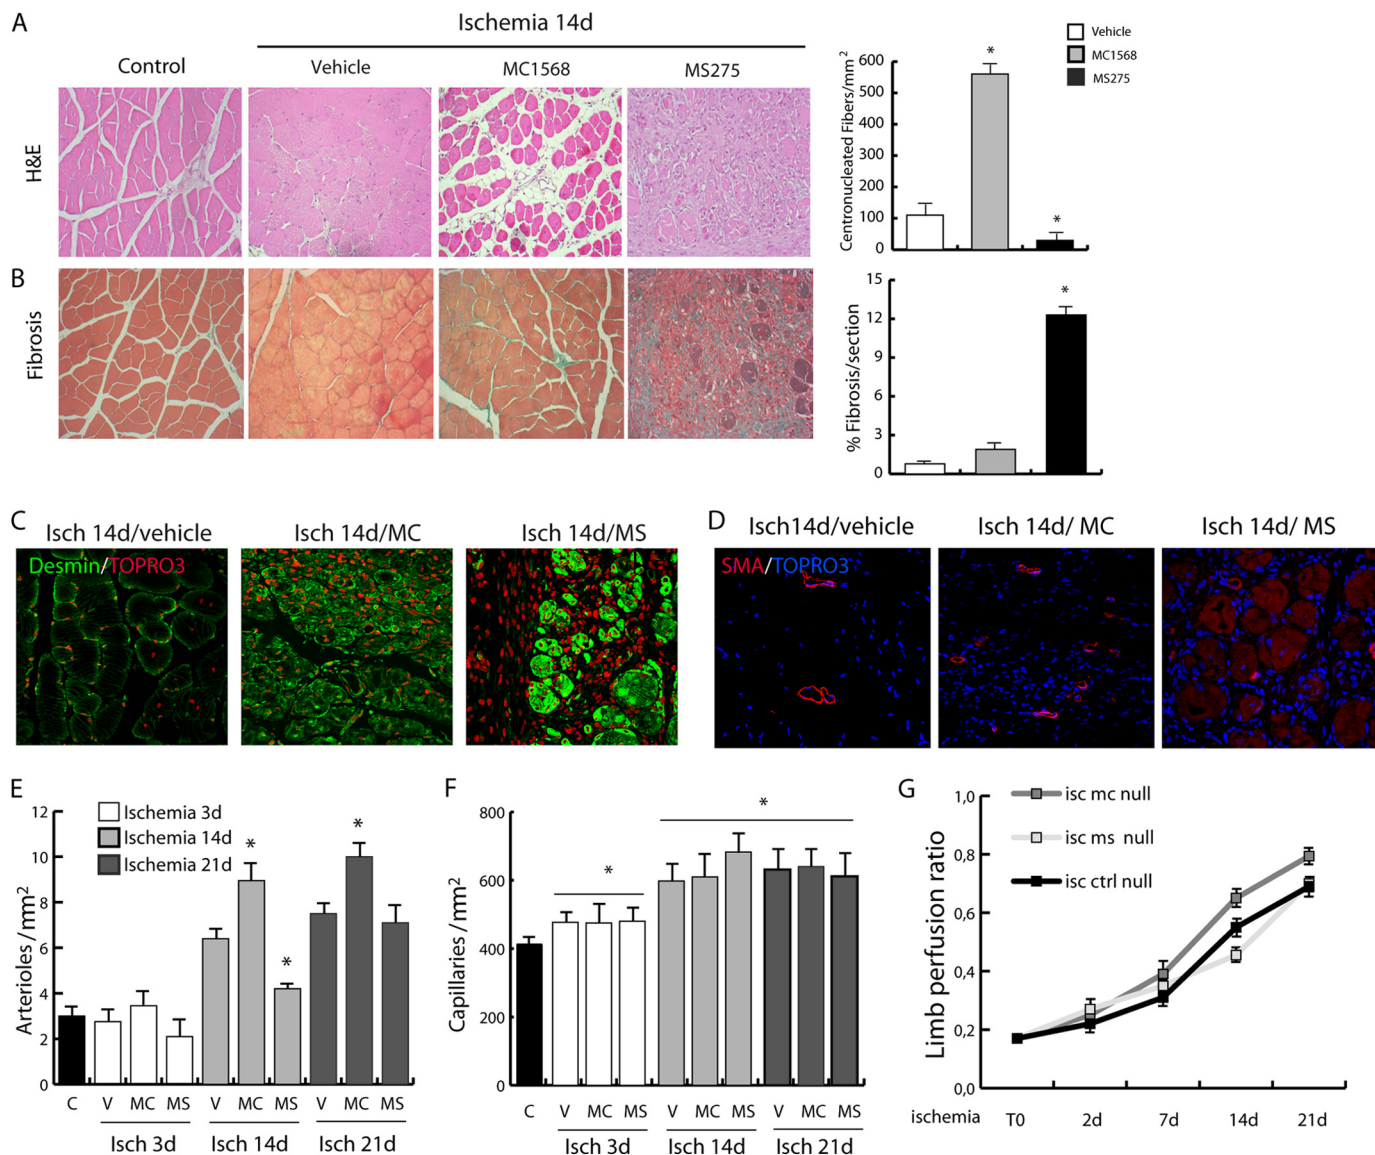 A
Ischemia 14d
Control
Vehicle
MC1568
MS275
H&E
Vehicle
MC1568
MS275
Centronucleated Fibers/mm²
600
500
400
300
200
100
0
*
*
B
Fibrosis
% Fibrosis/section
15
12
9
6
3
0
*
C
Isch 14d/vehicle
Isch 14d/MC
Isch 14d/MS
Desmin/TOPRO3
D
Isch14d/vehicle
Isch 14d/ MC
Isch 14d/ MS
SMA/TOPRO3
E
Arterioles /mm²
12
10
8
6
4
2
0
Ischemia 3d
Ischemia 14d
Ischemia 21d
*
*
*
C V MC MS V MC MS V MC MS
Isch 3d Isch 14d Isch 21d
F
Capillaries /mm²
800
600
400
200
0
*
*
C V MC MS V MC MS V MC MS
Isch 3d Isch 14d Isch 21d
G
Limb perfusion ratio
1,0
0,8
0,6
0,4
0,2
0,0
isc mc null
isc ms null
isc ctrl null
ischemia T0 2d 7d 14d 21d